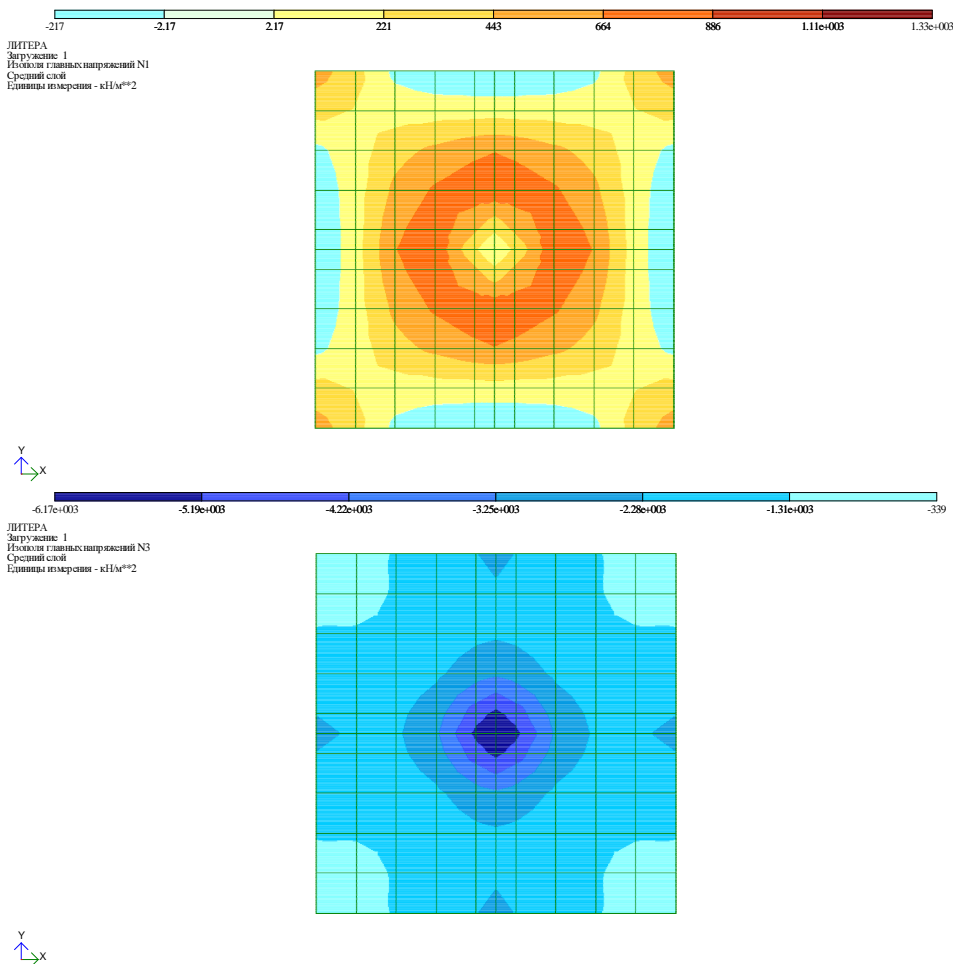 -217 -2.17 2.17 221 443 664 886 1.11e+003 1.33e+003
ЛИТЕРА
Загружение 1
Изополя главных напряжений N1
Средний слой
Единицы измерения - кН/м**2
Y
X
-6.17e+003 -5.19e+003 -4.22e+003 -3.25e+003 -2.28e+003 -1.31e+003 -339
ЛИТЕРА
Загружение 1
Изополя главных напряжений N3
Средний слой
Единицы измерения - кН/м**2
Y
X